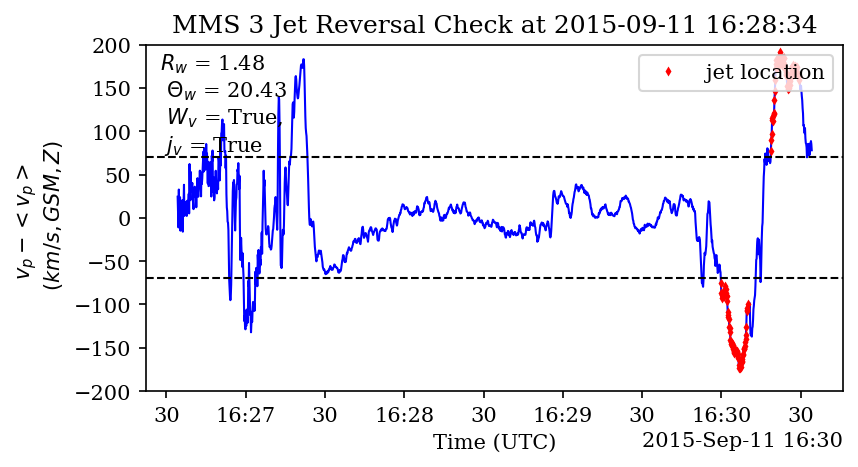 MMS 3 Jet Reversal Check at 2015-09-11 16:28:34
R_w = 1.48
Θ_w = 20.43
W_v = True,
j_v = True
jet location
v_p − < v_p >
(km/s, GSM, Z)
200
150
100
50
0
−50
−100
−150
−200
30 16:27 30 16:28 30 16:29 30 16:30 30
Time (UTC) 2015-Sep-11 16:30